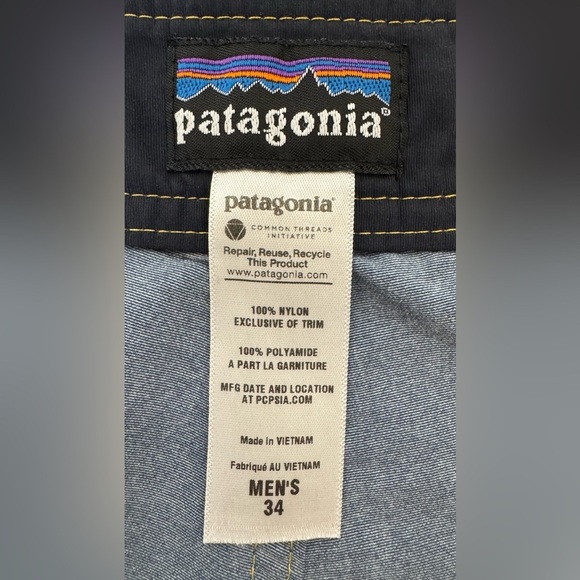 patagonia®
patagonia®
COMMON THREADS
INITIATIVE
Repair, Reuse, Recycle
This Product
www.patagonia.com
100% NYLON
EXCLUSIVE OF TRIM
100% POLYAMIDE
A PART LA GARNITURE
MFG DATE AND LOCATION
AT PCPSIA.COM
Made in VIETNAM
Fabriqué AU VIETNAM
MEN'S
34